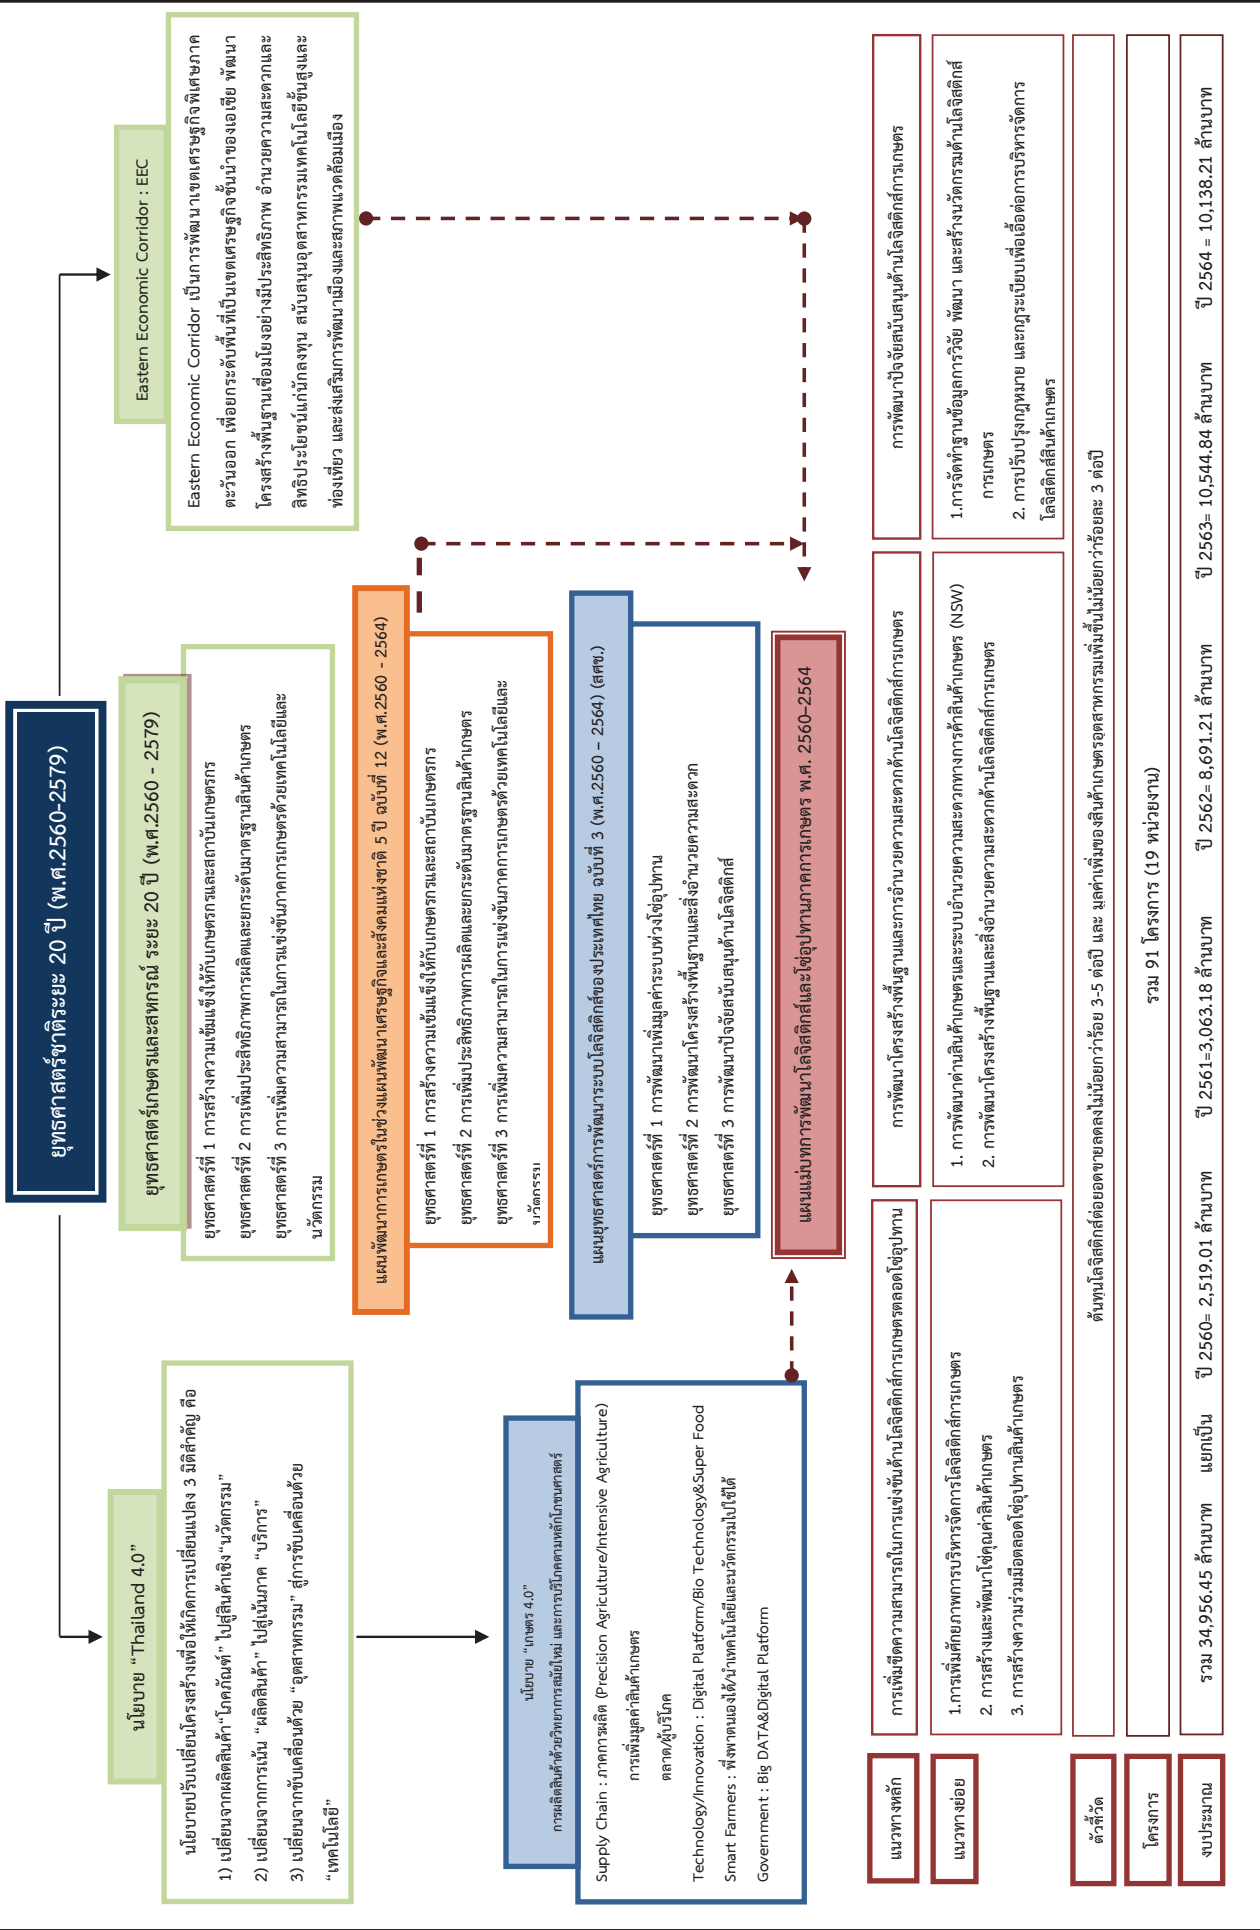 ยุทธศาสตร์ชาติระยะ 20 ปี (พ.ศ.2560-2579)
นโยบาย “Thailand 4.0”
นโยบายปรับเปลี่ยนโครงสร้างเพื่อให้เกิดการเปลี่ยนแปลง 3 มิติสำคัญ คือ
1) เปลี่ยนจากผลิตสินค้า“โภคภัณฑ์” ไปสู่สินค้าเชิง“นวัตกรรม”
2) เปลี่ยนจากการเน้น “ผลิตสินค้า” ไปสู่เน้นภาค “บริการ”
3) เปลี่ยนจากขับเคลื่อนด้วย “อุตสาหกรรม” สู่การขับเคลื่อนด้วย
“เทคโนโลยี”
ยุทธศาสตร์เกษตรและสหกรณ์ ระยะ 20 ปี (พ.ศ.2560 - 2579)
ยุทธศาสตร์ที่ 1 การสร้างความเข้มแข็งให้กับเกษตรกรและสถาบันเกษตรกร
ยุทธศาสตร์ที่ 2 การเพิ่มประสิทธิภาพการผลิตและยกระดับมาตรฐานสินค้าเกษตร
ยุทธศาสตร์ที่ 3 การเพิ่มความสามารถในการแข่งขันภาคการเกษตรด้วยเทคโนโลยีและ
นวัตกรรม
Eastern Economic Corridor : EEC
Eastern Economic Corridor เป็นการพัฒนาเขตเศรษฐกิจพิเศษภาค
ตะวันออก เพื่อยกระดับพื้นที่เป็นเขตเศรษฐกิจชั้นนำของเอเชีย พัฒนา
โครงสร้างพื้นฐานเชื่อมโยงอย่างมีประสิทธิภาพ อำนวยความสะดวกและ
สิทธิประโยชน์แก่นักลงทุน สนับสนุนอุตสาหกรรมเทคโนโลยีขั้นสูงและ
ท่องเที่ยว และส่งเสริมการพัฒนาเมืองและสภาพแวดล้อมเมือง
แผนพัฒนาการเกษตรในช่วงแผนพัฒนาเศรษฐกิจและสังคมแห่งชาติ 5 ปี ฉบับที่ 12 (พ.ศ.2560 - 2564)
ยุทธศาสตร์ที่ 1 การสร้างความเข้มแข็งให้กับเกษตรกรและสถาบันเกษตรกร
ยุทธศาสตร์ที่ 2 การเพิ่มประสิทธิภาพการผลิตและยกระดับมาตรฐานสินค้าเกษตร
ยุทธศาสตร์ที่ 3 การเพิ่มความสามารถในการแข่งขันภาคการเกษตรด้วยเทคโนโลยีและ
นวัตกรรม
นโยบาย “เกษตร 4.0”
การผลิตสินค้าด้วยวิทยาการสมัยใหม่ และการบริโภคตามหลักโภชนศาสตร์
Supply Chain : ภาคการผลิต (Precision Agriculture/Intensive Agriculture)
การเพิ่มมูลค่าสินค้าเกษตร
ตลาด/ผู้บริโภค
Technology/Innovation : Digital Platform/Bio Technology&Super Food
Smart Farmers : พึ่งพาตนเองได้/นำเทคโนโลยีและนวัตกรรมไปใช้ได้
Government : Big DATA&Digital Platform
แผนยุทธศาสตร์การพัฒนาระบบโลจิสติกส์ของประเทศไทย ฉบับที่ 3 (พ.ศ.2560 – 2564) (สศช.)
ยุทธศาสตร์ที่ 1 การพัฒนาเพิ่มมูลค่าระบบห่วงโซ่อุปทาน
ยุทธศาสตร์ที่ 2 การพัฒนาโครงสร้างพื้นฐานและสิ่งอำนวยความสะดวก
ยุทธศาสตร์ที่ 3 การพัฒนาปัจจัยสนับสนุนด้านโลจิสติกส์
แผนแม่บทการพัฒนาโลจิสติกส์และโซ่อุปทานภาคการเกษตร พ.ศ. 2560–2564
แนวทางหลัก
การเพิ่มขีดความสามารถในการแข่งขันด้านโลจิสติกส์การเกษตรตลอดโซ่อุปทาน
การพัฒนาโครงสร้างพื้นฐานและการอำนวยความสะดวกด้านโลจิสติกส์การเกษตร
การพัฒนาปัจจัยสนับสนุนด้านโลจิสติกส์การเกษตร
แนวทางย่อย
1.การเพิ่มศักยภาพการบริหารจัดการโลจิสติกส์การเกษตร
2. การสร้างและพัฒนาโซ่คุณค่าสินค้าเกษตร
3. การสร้างความร่วมมือตลอดโซ่อุปทานสินค้าเกษตร
1. การพัฒนาด่านสินค้าเกษตรและระบบอำนวยความสะดวกทางการค้าสินค้าเกษตร (NSW)
2. การพัฒนาโครงสร้างพื้นฐานและสิ่งอำนวยความสะดวกด้านโลจิสติกส์การเกษตร
1.การจัดทำฐานข้อมูลการวิจัย พัฒนา และสร้างนวัตกรรมด้านโลจิสติกส์
การเกษตร
2. การปรับปรุงกฎหมาย และกฎระเบียบเพื่อเอื้อต่อการบริหารจัดการ
โลจิสติกส์สินค้าเกษตร
ตัวชี้วัด
ต้นทุนโลจิสติกส์ต่อยอดขายลดลงไม่น้อยกว่าร้อย 3-5 ต่อปี และ มูลค่าเพิ่มของสินค้าเกษตรอุตสาหกรรมเพิ่มขึ้นไม่น้อยกว่าร้อยละ 3 ต่อปี
โครงการ
รวม 91 โครงการ (19 หน่วยงาน)
งบประมาณ
รวม 34,956.45 ล้านบาท แยกเป็น ปี 2560= 2,519.01 ล้านบาท ปี 2561=3,063.18 ล้านบาท ปี 2562= 8,691.21 ล้านบาท ปี 2563= 10,544.84 ล้านบาท ปี 2564 = 10,138.21 ล้านบาท